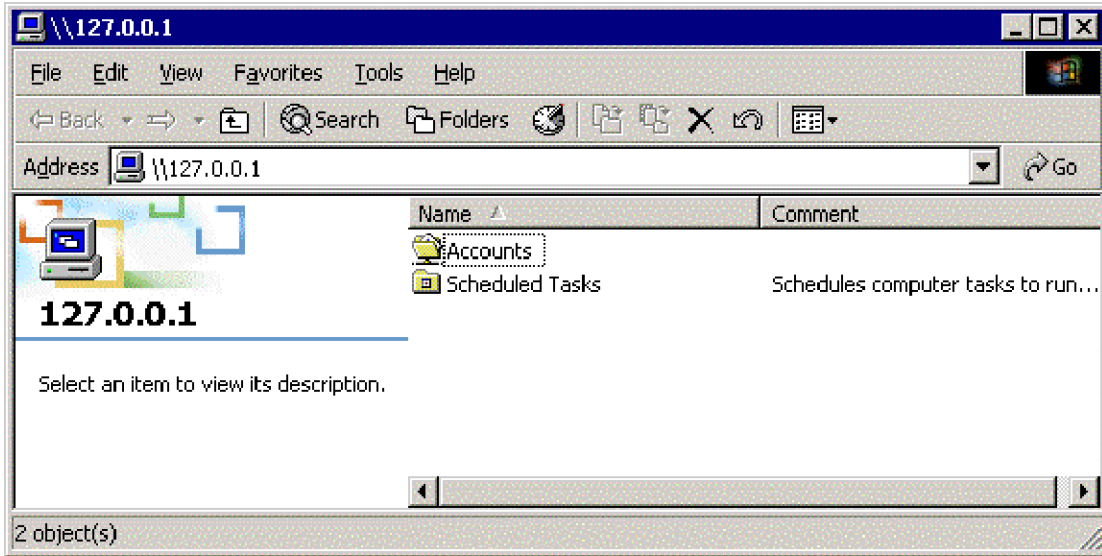 \\127.0.0.1
File Edit View Favorites Tools Help
Back Search Folders
Address \\127.0.0.1 Go
Name Comment
Accounts
Scheduled Tasks Schedules computer tasks to run...
127.0.0.1
Select an item to view its description.
2 object(s)